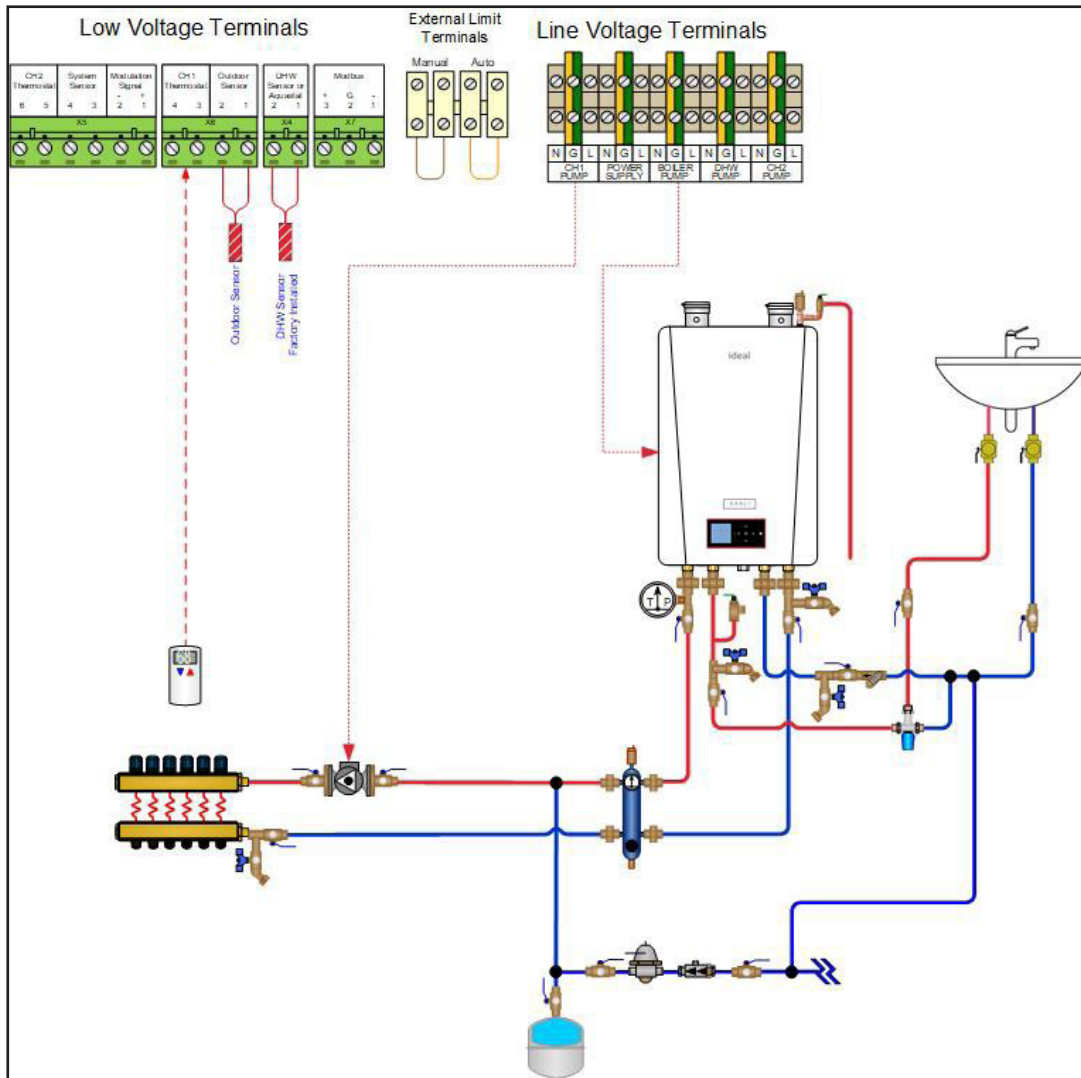 Low Voltage Terminals
External Limit
Terminals
Line Voltage Terminals
Manual Auto
CH2
Thermostat
6 5
System
Sensor
4 3
Modulation
Signal
- +
2 1
X5
CH1
Thermostat
4 3
Outdoor
Sensor
2 1
X6
DHW
Sensor or
Aquastat
2 1
X4
Modbus
+ G -
3 2 1
X7
N G L N G L N G L N G L N G L
CH1
PUMP
POWER
SUPPLY
BOILER
PUMP
DHW
PUMP
CH2
PUMP
Outdoor Sensor
DHW Sensor
Factory Installed
ideal
T P